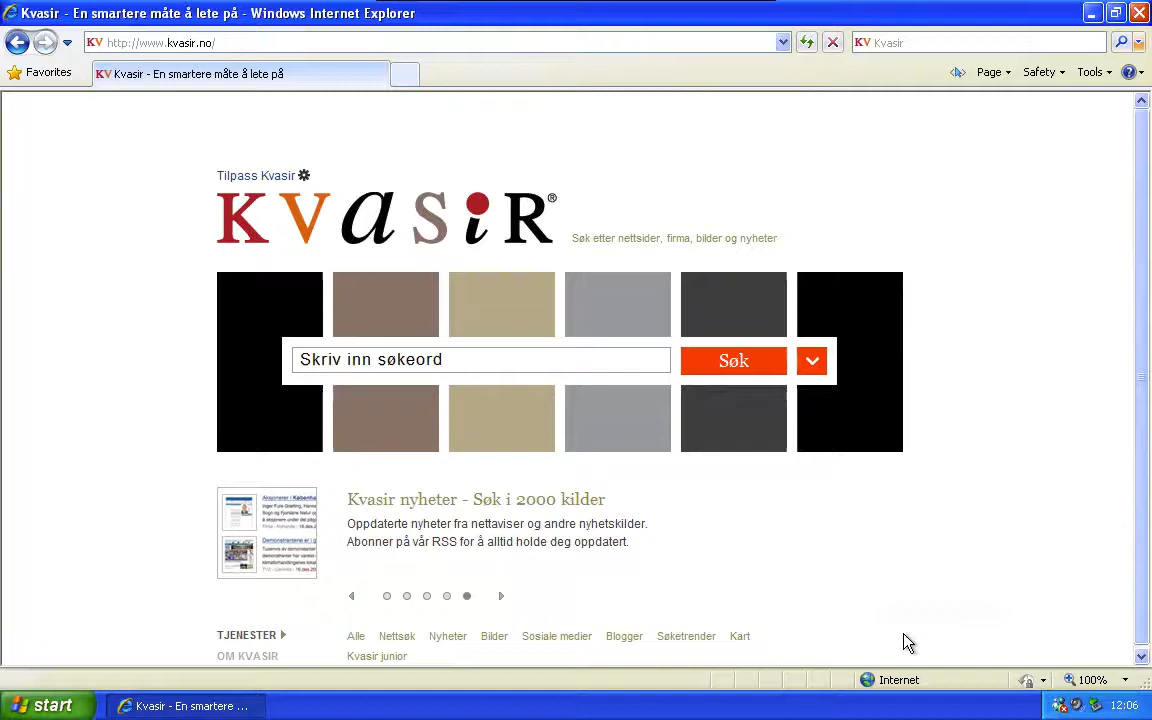 Kvasir - En smartere måte å lete på - Windows Internet Explorer
KV http://www.kvasir.no/
KV Kvasir
Favorites
KV Kvasir - En smartere måte å lete på
Page Safety Tools
Tilpass Kvasir
KVaSiR®
Søk etter nettsider, firma, bilder og nyheter
Skriv inn søkeord
Søk
Kvasir nyheter - Søk i 2000 kilder
Oppdaterte nyheter fra nettaviser og andre nyhetskilder.
Abonner på vår RSS for å alltid holde deg oppdatert.
TJENESTER Alle Nettsøk Nyheter Bilder Sosiale medier Blogger Søketrender Kart
OM KVASIR Kvasir junior
Internet 100%
start Kvasir - En smartere ... 12:06